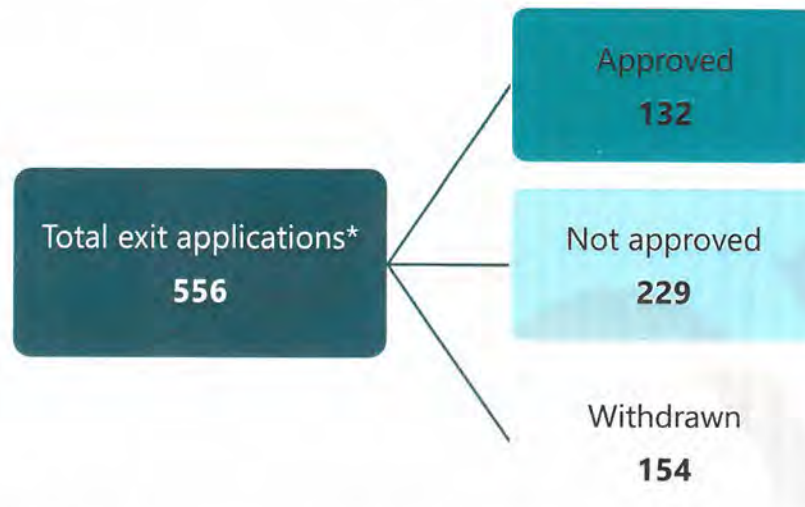 Approved
132
Total exit applications*
556
Not approved
229
Withdrawn
154